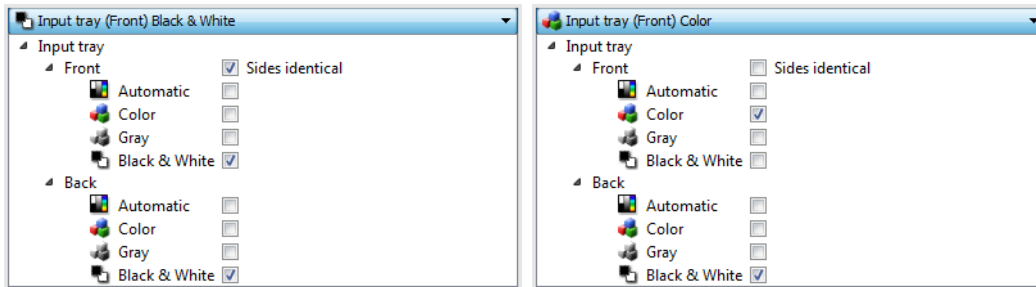 Input tray (Front) Black & White
Input tray
Front Sides identical
Automatic
Color
Gray
Black & White
Back
Automatic
Color
Gray
Black & White
Input tray (Front) Color
Input tray
Front Sides identical
Automatic
Color
Gray
Black & White
Back
Automatic
Color
Gray
Black & White